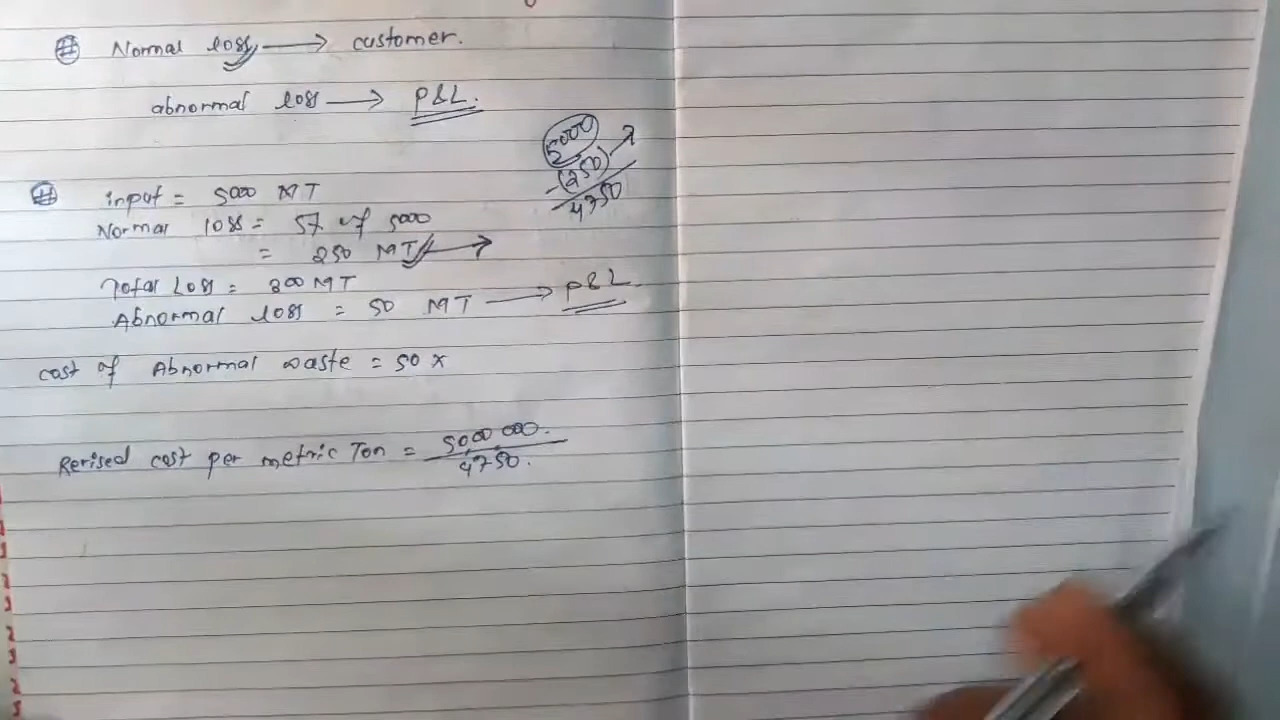 # Normal loss → customer.
abnormal loss → P&L.
5000
-(250)
4750
# input = 5000 MT
Normal loss = 5% of 5000
= 250 MT →
Total Loss = 300 MT
Abnormal loss = 50 MT → P&L.
cost of Abnormal waste = 50 x
Revised cost per metric Ton = 5000 000.
4750.